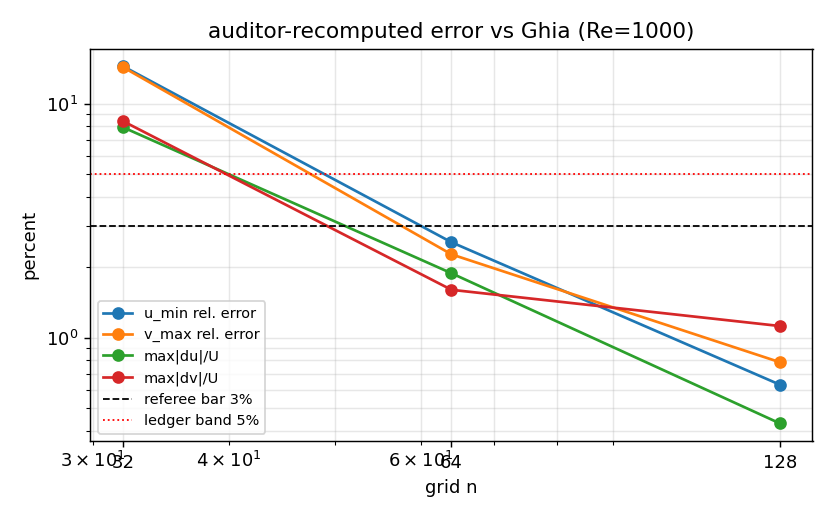 auditor-recomputed error vs Ghia (Re=1000)
percent
10¹
10⁰
u_min rel. error
v_max rel. error
max|du|/U
max|dv|/U
referee bar 3%
ledger band 5%
3 × 10¹
32
4 × 10¹
6 × 10¹
64
128
grid n